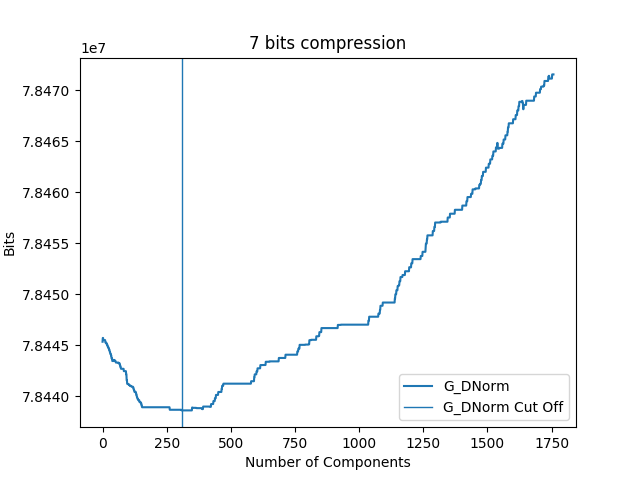 7 bits compression
1e7
7.8470
7.8465
7.8460
7.8455
7.8450
7.8445
7.8440
Bits
0 250 500 750 1000 1250 1500 1750
Number of Components
G_DNorm
G_DNorm Cut Off